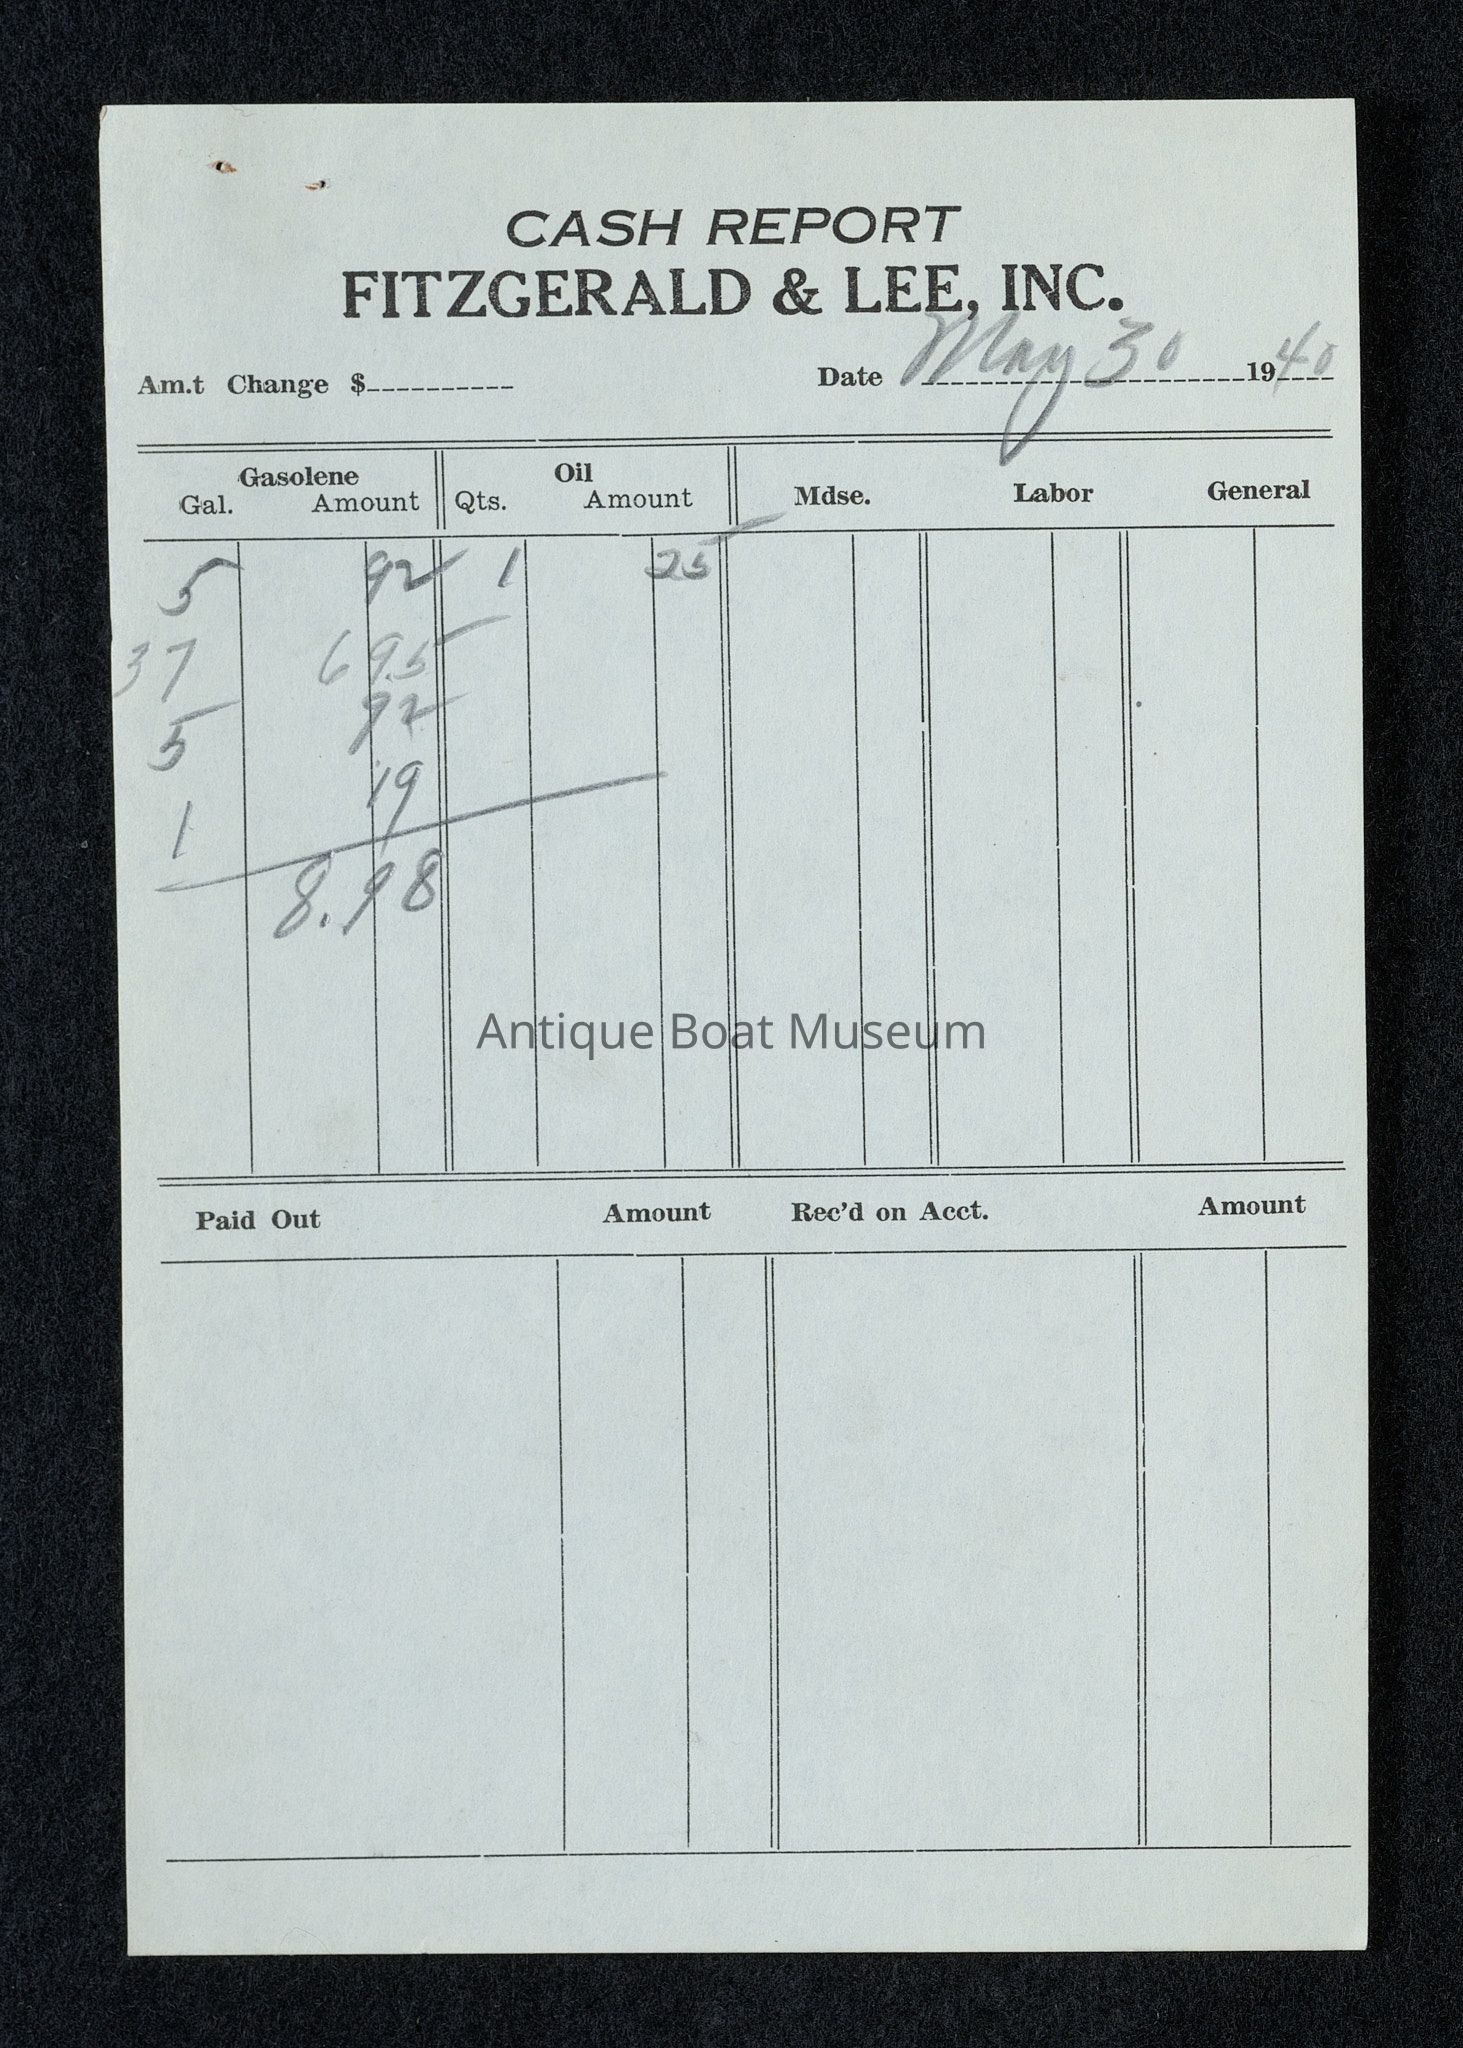 CASH REPORT
FITZGERALD & LEE, INC.
Am.t Change $ Date May 30 1940
Gasolene Oil
Gal. Amount Qts. Amount Mdse. Labor General
5 92 1 25
37 695
5 92
1 19
8.98
Antique Boat Museum
Paid Out Amount Rec'd on Acct. Amount